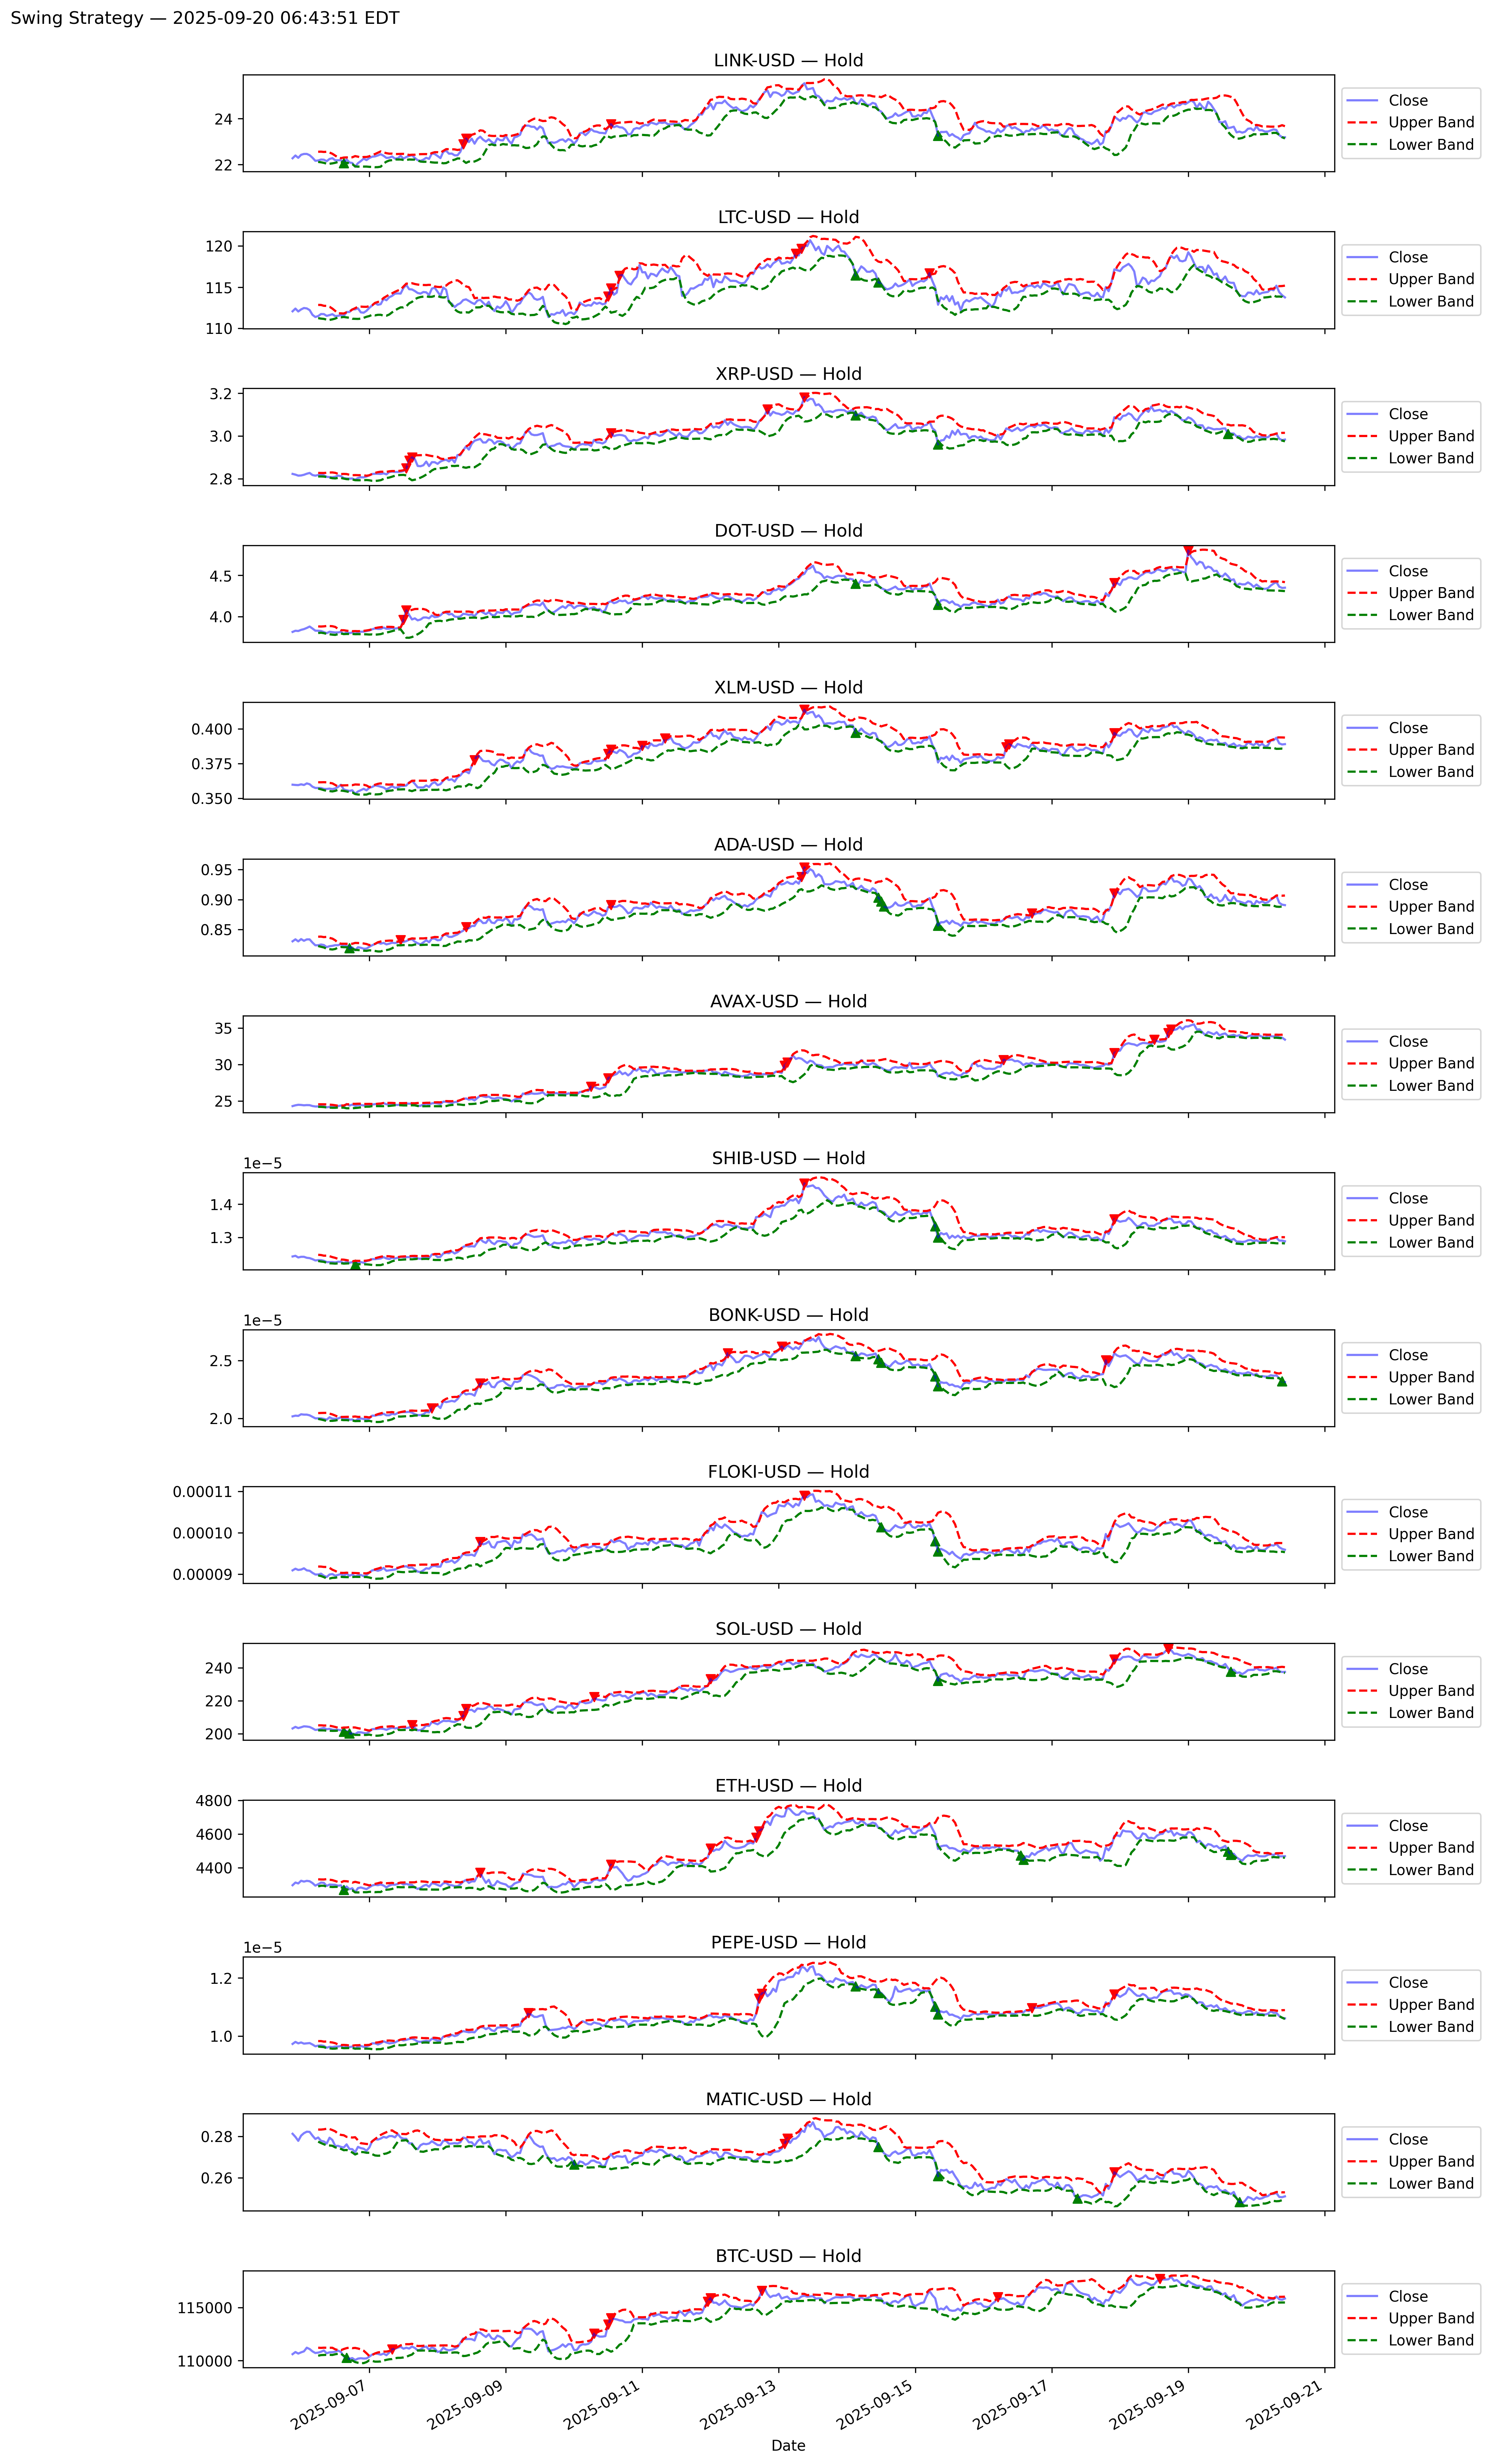 Swing Strategy — 2025-09-20 06:43:51 EDT
LINK-USD — Hold
24
22
Close
Upper Band
Lower Band
LTC-USD — Hold
120
115
110
Close
Upper Band
Lower Band
XRP-USD — Hold
3.2
3.0
2.8
Close
Upper Band
Lower Band
DOT-USD — Hold
4.5
4.0
Close
Upper Band
Lower Band
XLM-USD — Hold
0.400
0.375
0.350
Close
Upper Band
Lower Band
ADA-USD — Hold
0.95
0.90
0.85
Close
Upper Band
Lower Band
AVAX-USD — Hold
35
30
25
Close
Upper Band
Lower Band
SHIB-USD — Hold
1e−5
1.4
1.3
Close
Upper Band
Lower Band
BONK-USD — Hold
1e−5
2.5
2.0
Close
Upper Band
Lower Band
FLOKI-USD — Hold
0.00011
0.00010
0.00009
Close
Upper Band
Lower Band
SOL-USD — Hold
240
220
200
Close
Upper Band
Lower Band
ETH-USD — Hold
4800
4600
4400
Close
Upper Band
Lower Band
PEPE-USD — Hold
1e−5
1.2
1.0
Close
Upper Band
Lower Band
MATIC-USD — Hold
0.28
0.26
Close
Upper Band
Lower Band
BTC-USD — Hold
115000
110000
Close
Upper Band
Lower Band
2025-09-07
2025-09-09
2025-09-11
2025-09-13
2025-09-15
2025-09-17
2025-09-19
2025-09-21
Date